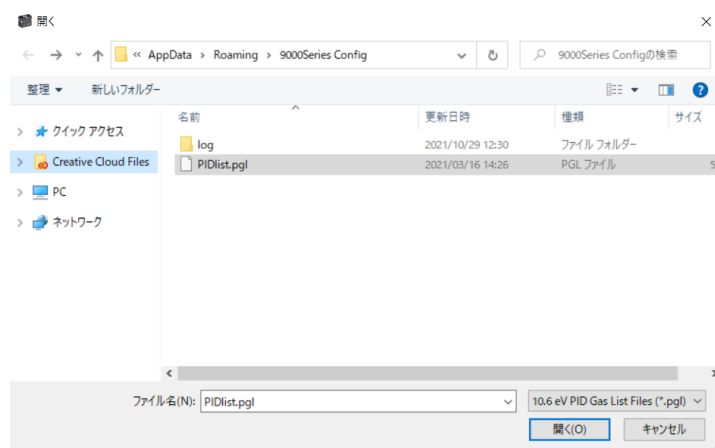 開く
« AppData › Roaming › 9000Series Config
9000Series Configの検索
整理
新しいフォルダー
名前
更新日時
種類
サイズ
クイック アクセス
Creative Cloud Files
PC
ネットワーク
log
2021/10/29 12:30
ファイル フォルダー
PIDlist.pgl
2021/03/16 14:26
PGL ファイル
5
ファイル名(N):
PIDlist.pgl
10.6 eV PID Gas List Files (*.pgl)
開く(O)
キャンセル